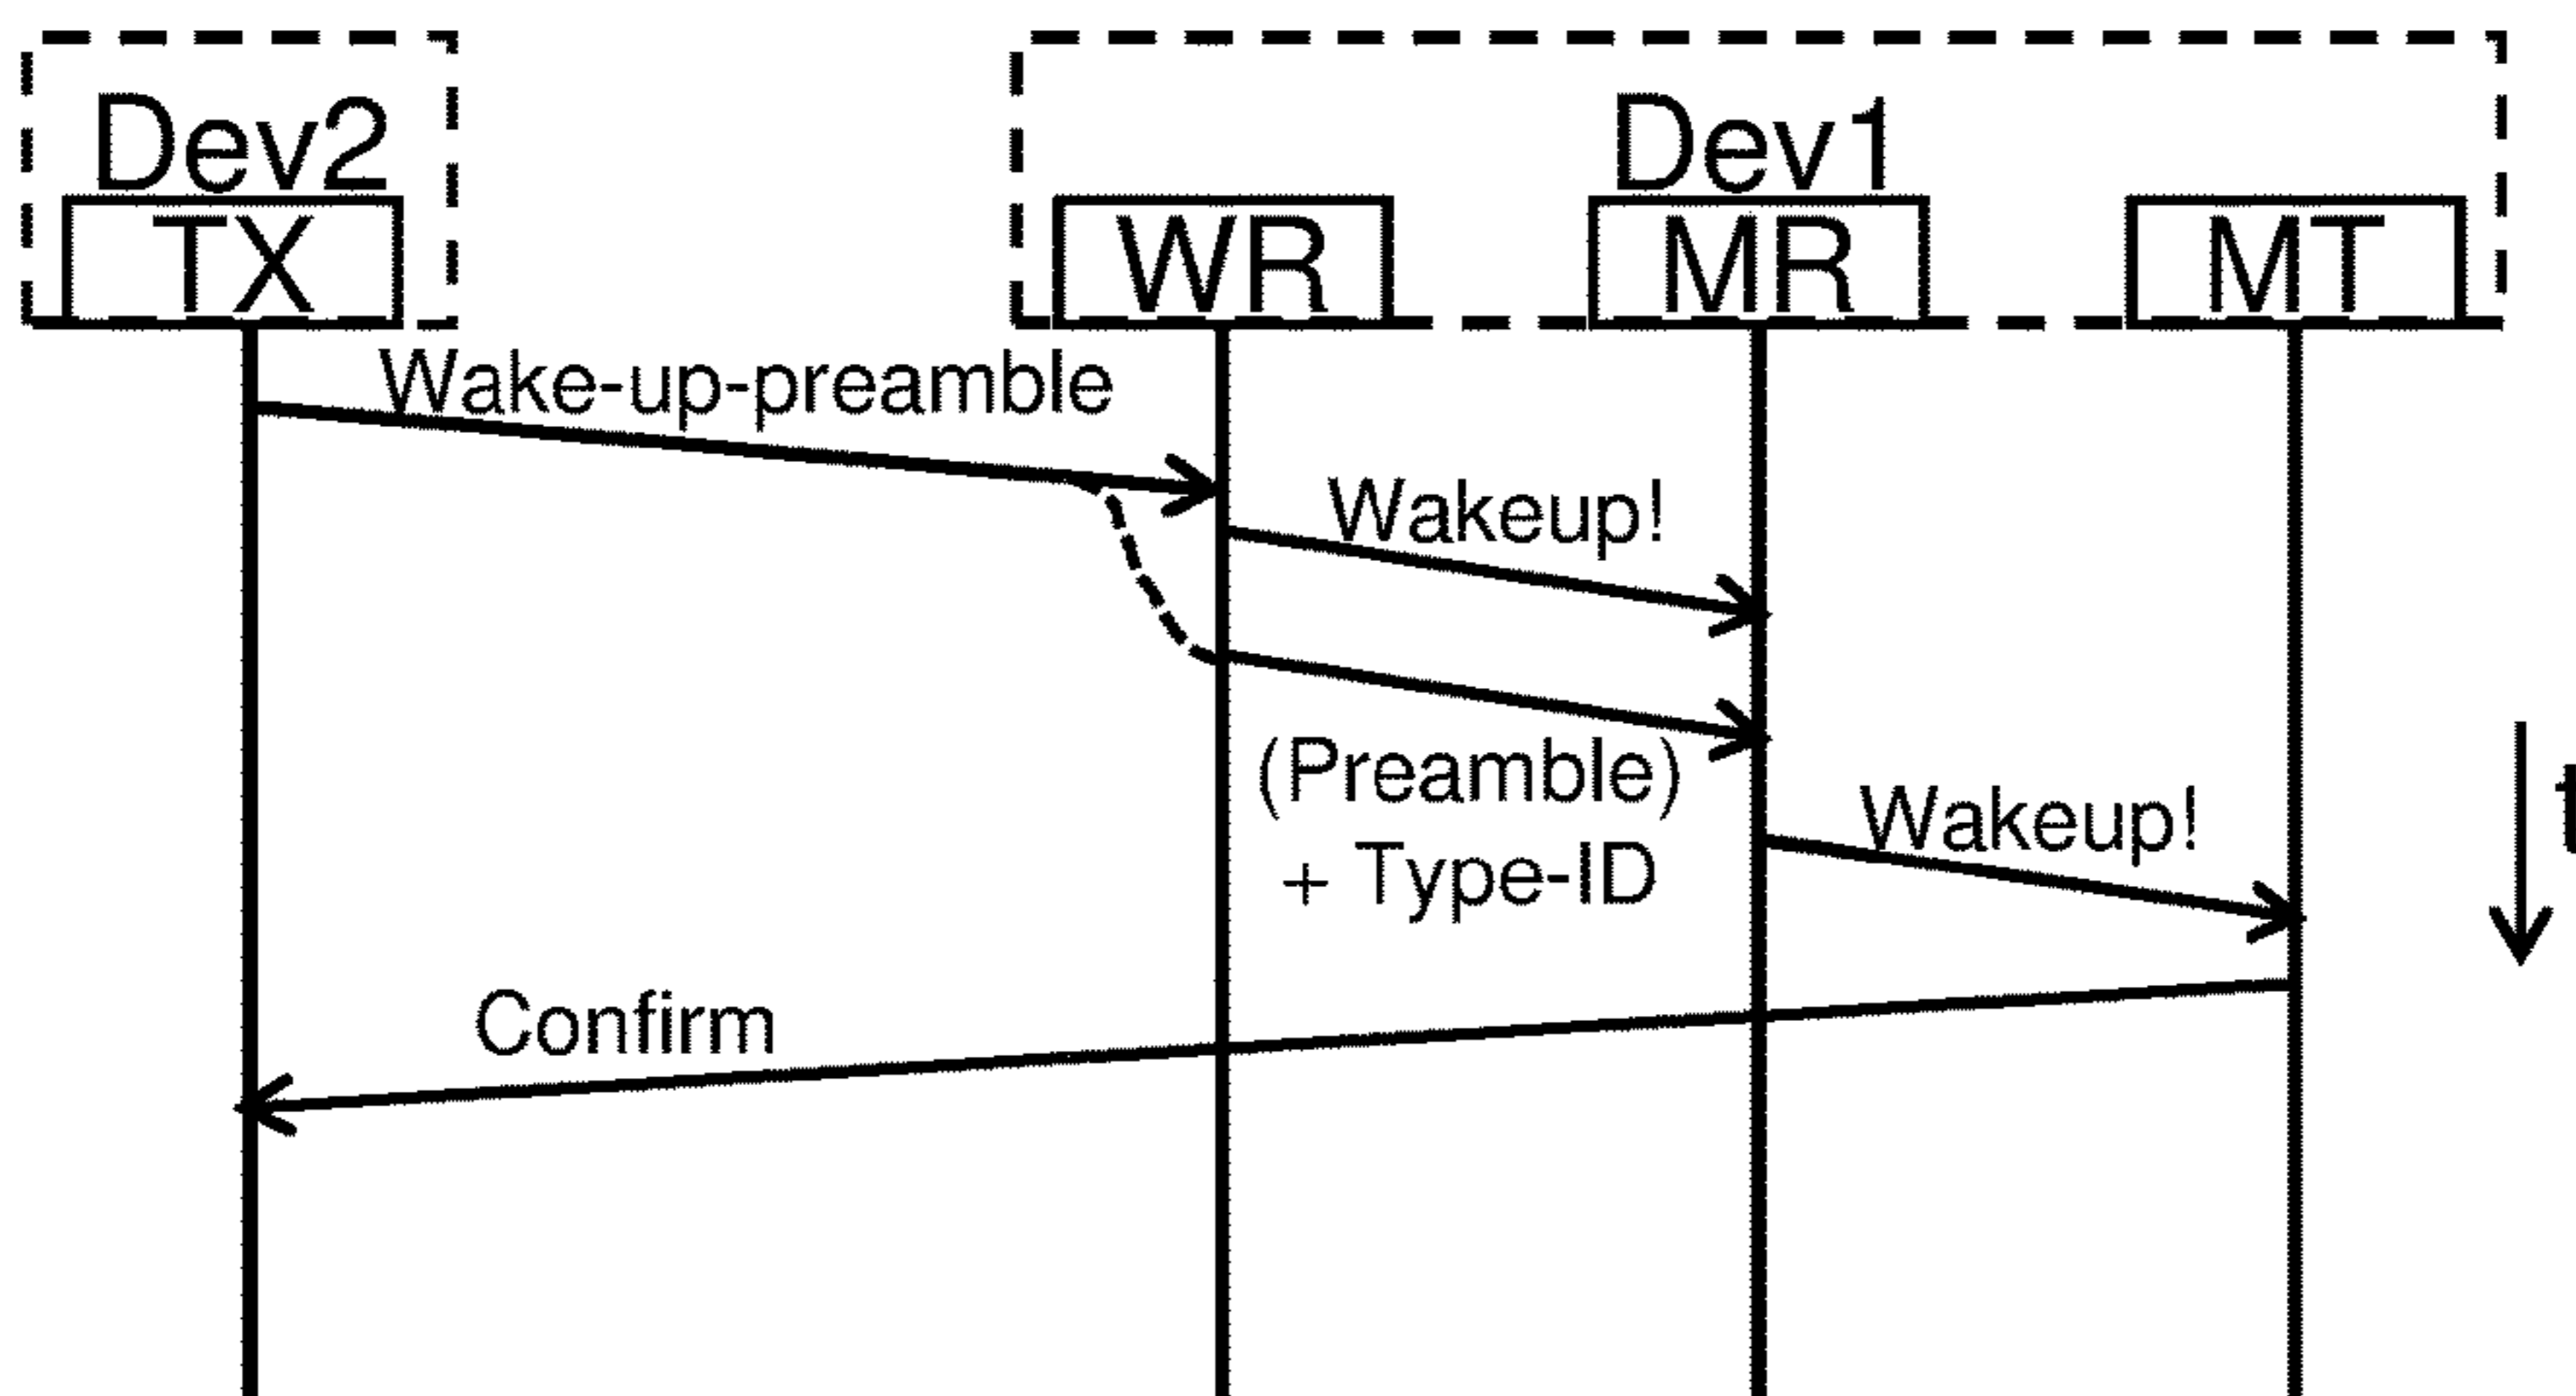 Dev2
Dev1
TX
WR
MR
MT
Wake-up-preamble
Wakeup!
(Preamble)
+ Type-ID
Wakeup!
t
Confirm